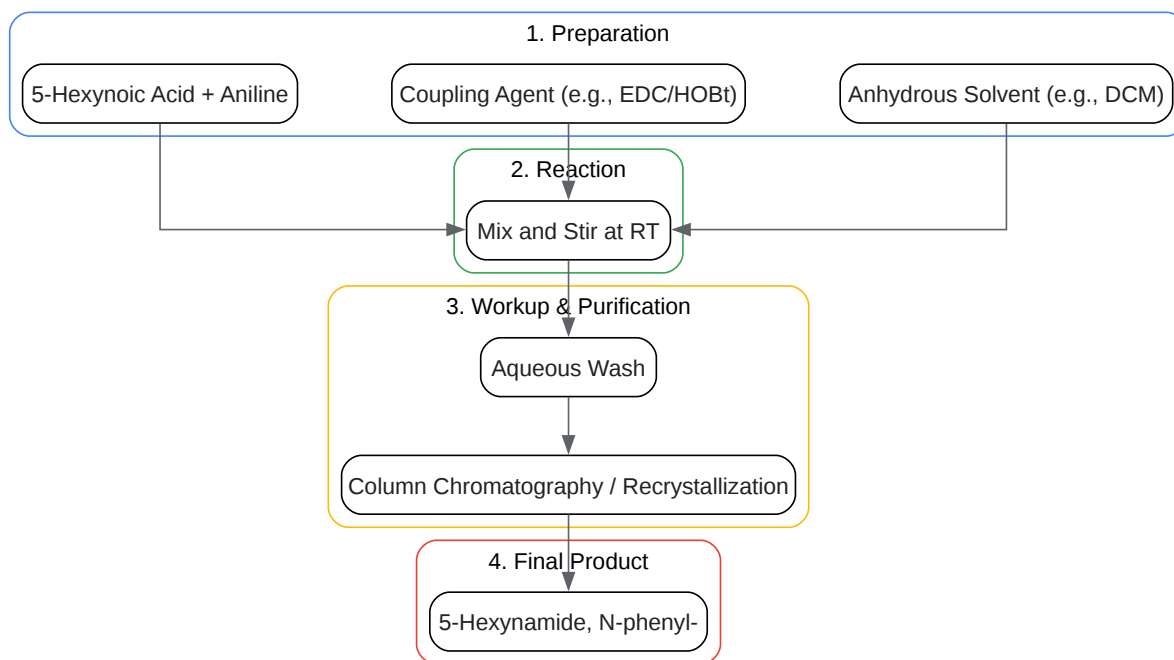 1. Preparation
5-Hexynoic Acid + Aniline
Coupling Agent (e.g., EDC/HOBt)
Anhydrous Solvent (e.g., DCM)
2. Reaction
Mix and Stir at RT
3. Workup & Purification
Aqueous Wash
Column Chromatography / Recrystallization
4. Final Product
5-Hexynamide, N-phenyl-